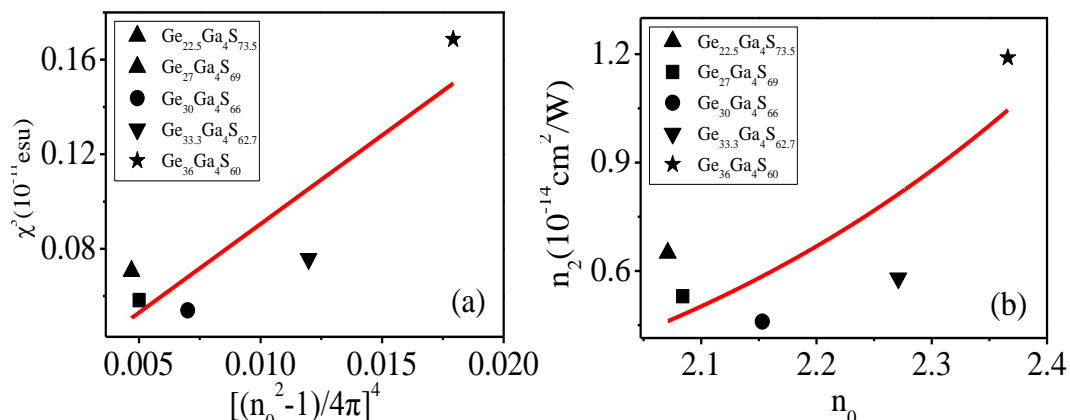 Ge22.5Ga4S73.5
Ge27Ga4S69
Ge30Ga4S66
Ge33.3Ga4S62.7
Ge36Ga4S60
0.16
0.12
0.08
χ3(10-11esu)
(a)
0.005
0.010
0.015
0.020
[(n02-1)/4π]4
Ge22.5Ga4S73.5
Ge27Ga4S69
Ge30Ga4S66
Ge33.3Ga4S62.7
Ge36Ga4S60
1.2
0.9
0.6
n2(10-14cm2/W)
(b)
2.1
2.2
2.3
2.4
n0